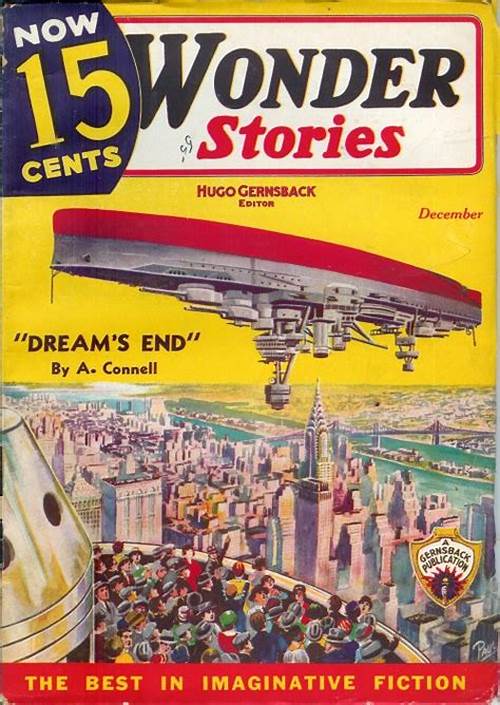 NOW
15
CENTS
WONDER
Stories
HUGO GERNSBACK
EDITOR
December
"DREAM'S END"
By A. Connell
A
GERNSBACK
PUBLICATION
THE BEST IN IMAGINATIVE FICTION